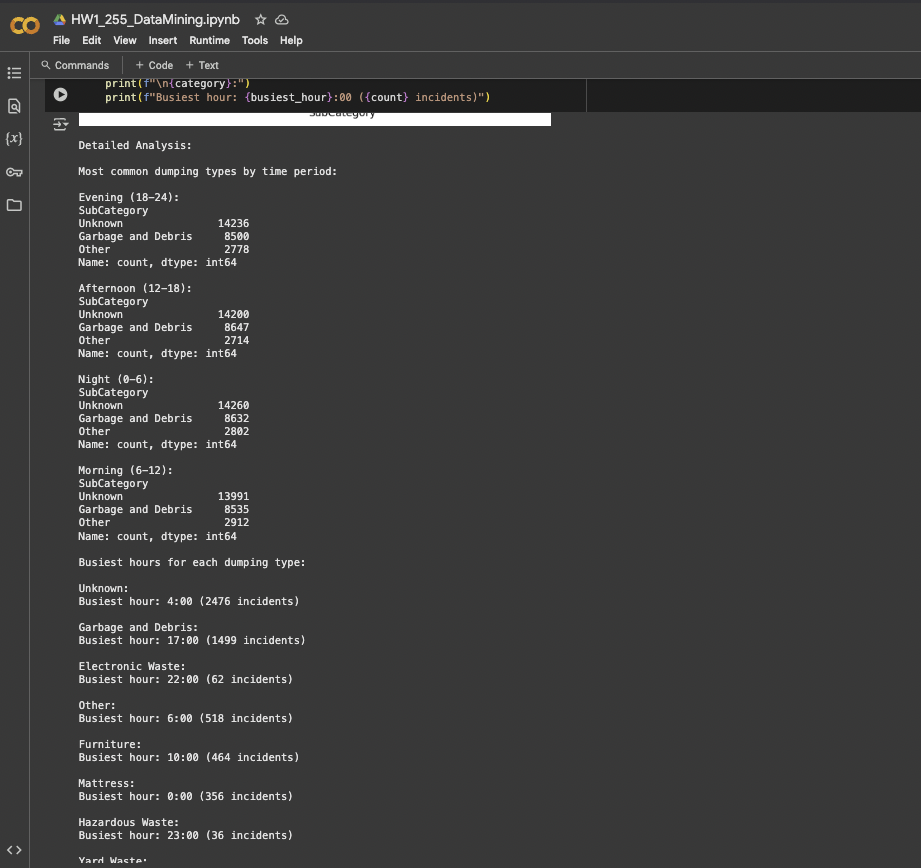 HW1_255_DataMining.ipynb
File Edit View Insert Runtime Tools Help
Commands + Code + Text
print(f"\n{category}:")
print(f"Busiest hour: {busiest_hour}:00 ({count} incidents)")
SubCategory
Detailed Analysis:
Most common dumping types by time period:
Evening (18-24):
SubCategory
Unknown 14236
Garbage and Debris 8500
Other 2778
Name: count, dtype: int64
Afternoon (12-18):
SubCategory
Unknown 14200
Garbage and Debris 8647
Other 2714
Name: count, dtype: int64
Night (0-6):
SubCategory
Unknown 14260
Garbage and Debris 8632
Other 2802
Name: count, dtype: int64
Morning (6-12):
SubCategory
Unknown 13991
Garbage and Debris 8535
Other 2912
Name: count, dtype: int64
Busiest hours for each dumping type:
Unknown:
Busiest hour: 4:00 (2476 incidents)
Garbage and Debris:
Busiest hour: 17:00 (1499 incidents)
Electronic Waste:
Busiest hour: 22:00 (62 incidents)
Other:
Busiest hour: 6:00 (518 incidents)
Furniture:
Busiest hour: 10:00 (464 incidents)
Mattress:
Busiest hour: 0:00 (356 incidents)
Hazardous Waste:
Busiest hour: 23:00 (36 incidents)
Yard Waste: